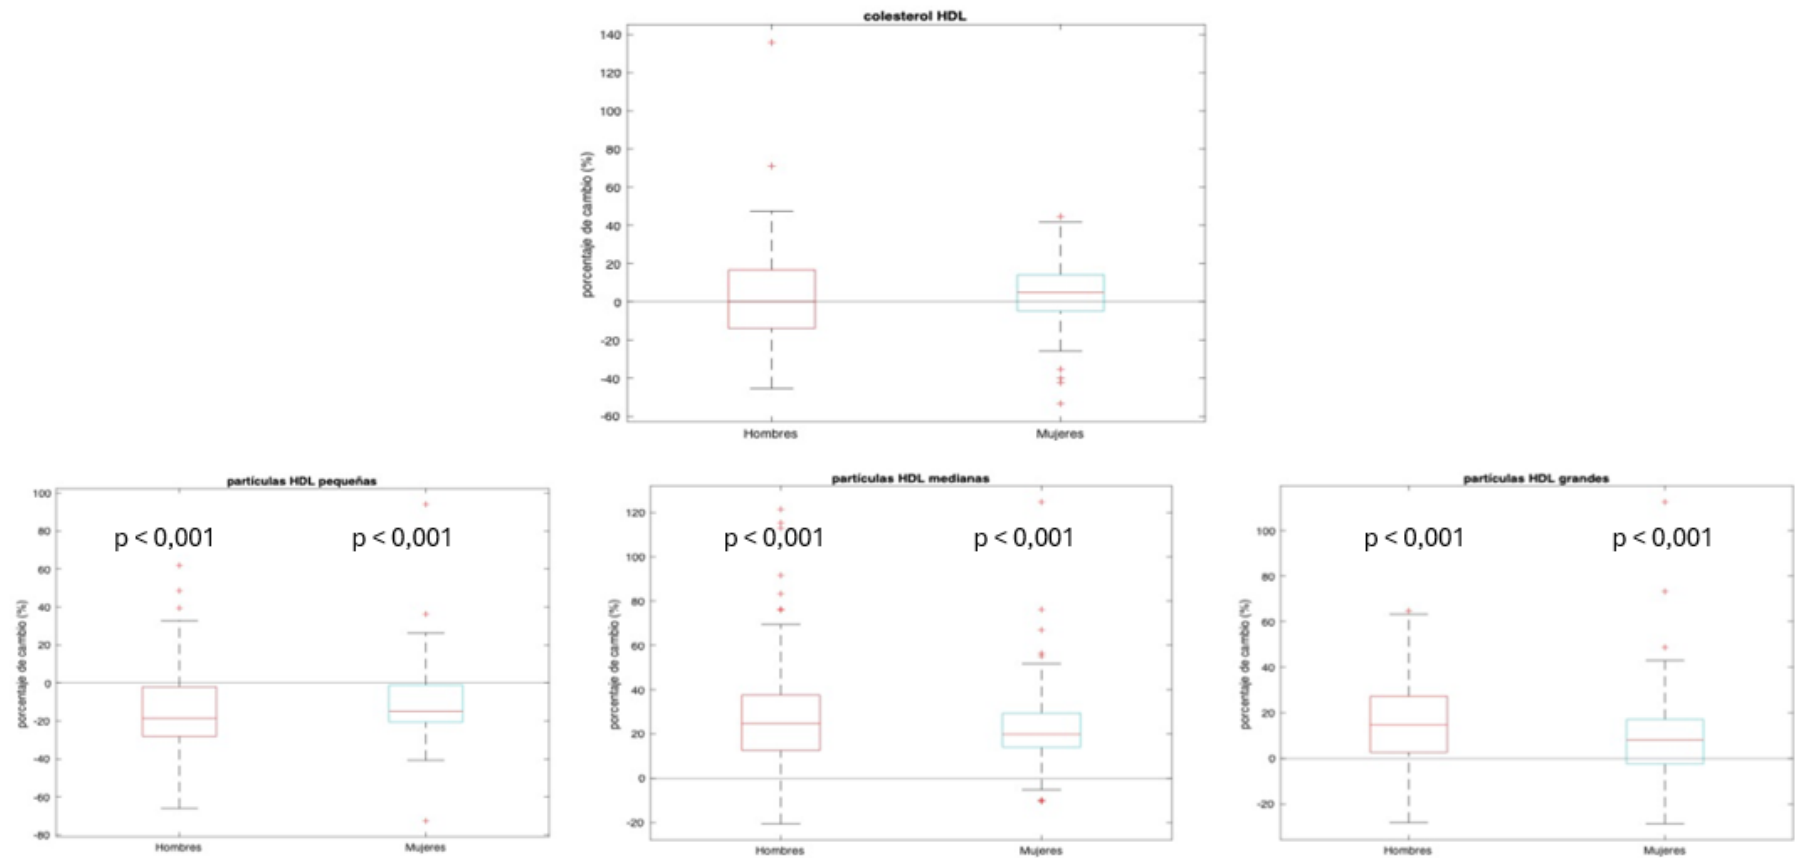 colesterol HDL
140
120
100
80
60
40
20
0
-20
-40
-60
porcentaje de cambio (%)
Hombres Mujeres
partículas HDL pequeñas
100
80
60
40
20
0
-20
-40
-60
-80
porcentaje de cambio (%)
p < 0,001 p < 0,001
Hombres Mujeres
partículas HDL medianas
120
100
80
60
40
20
0
-20
porcentaje de cambio (%)
p < 0,001 p < 0,001
Hombres Mujeres
partículas HDL grandes
100
80
60
40
20
0
-20
porcentaje de cambio (%)
p < 0,001 p < 0,001
Hombres Mujeres